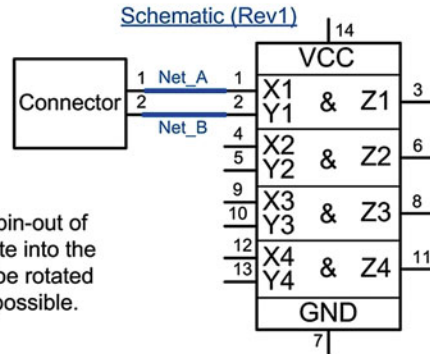 Schematic (Rev1)
14
VCC
Connector
1 Net_A 1
2 Net_B 2
X1 & Z1 3
Y1
4 X2 & Z2 6
5 Y2
9 X3 & Z3 8
10 Y3
12 X4 & Z4 11
13 Y4
GND
7
pin-out of
te into the
be rotated
possible.